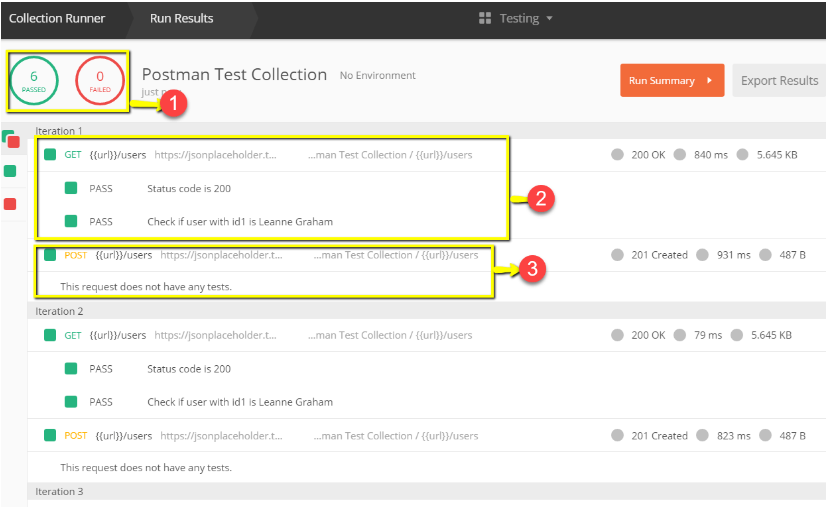 Collection Runner Run Results Testing
6 PASSED 0 FAILED
Postman Test Collection No Environment
just
Run Summary Export Results
1
Iteration 1
GET {{url}}/users https://jsonplaceholder.t... ...man Test Collection / {{url}}/users 200 OK 840 ms 5.645 KB
PASS Status code is 200
2
PASS Check if user with id1 is Leanne Graham
POST {{url}}/users https://jsonplaceholder.t... ...man Test Collection / {{url}}/users 201 Created 931 ms 487 B
3
This request does not have any tests.
Iteration 2
GET {{url}}/users https://jsonplaceholder.t... ...man Test Collection / {{url}}/users 200 OK 79 ms 5.645 KB
PASS Status code is 200
PASS Check if user with id1 is Leanne Graham
POST {{url}}/users https://jsonplaceholder.t... ...man Test Collection / {{url}}/users 201 Created 823 ms 487 B
This request does not have any tests.
Iteration 3